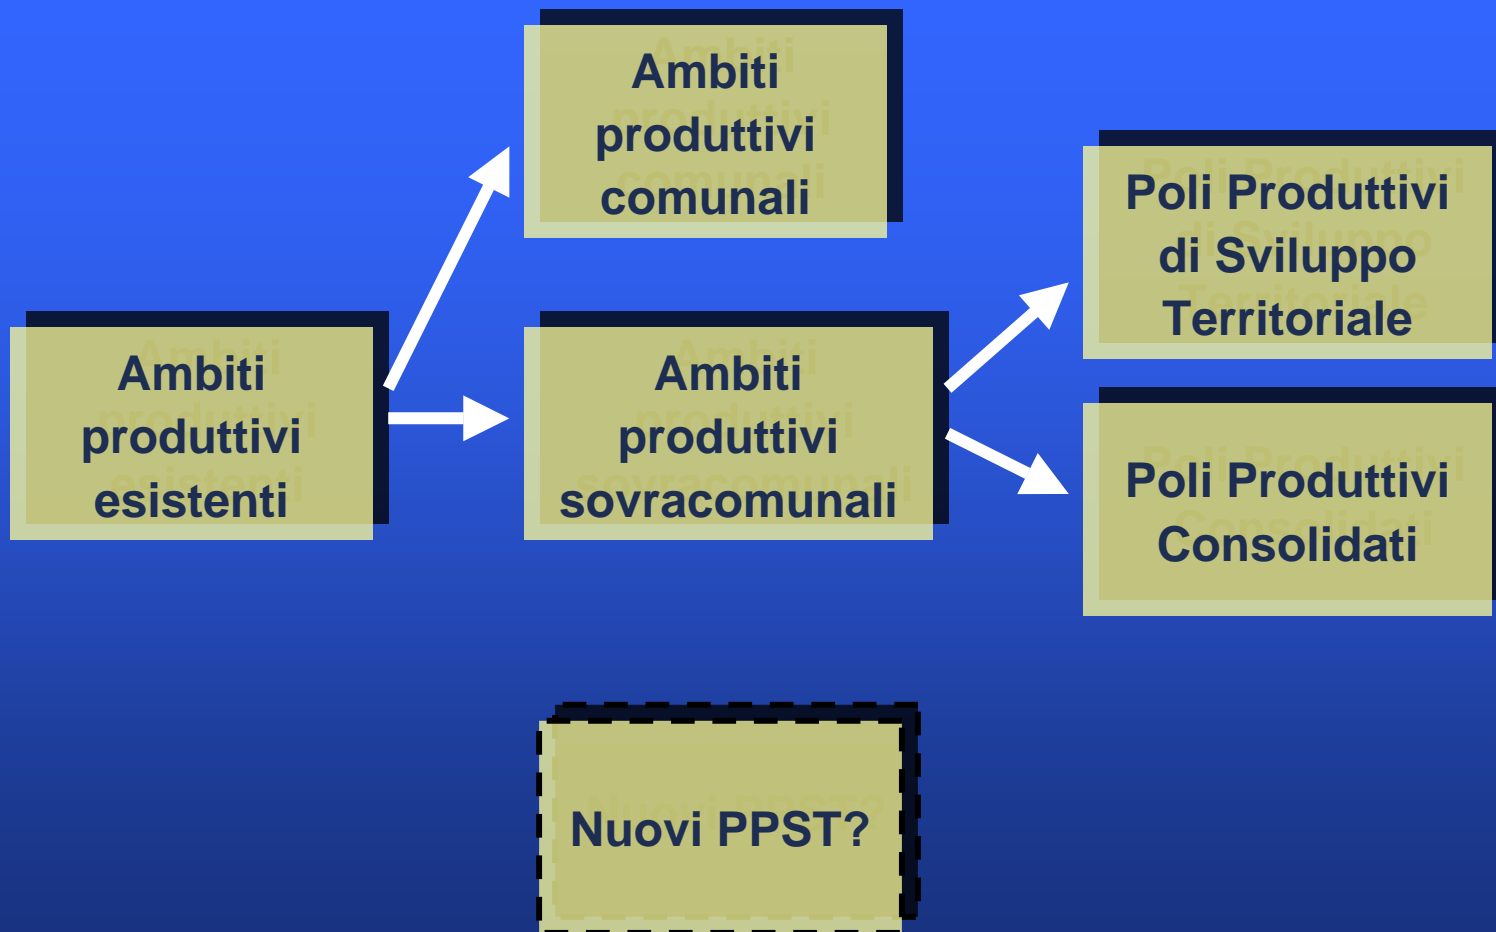 Ambiti
produttivi
comunali
Poli Produttivi
di Sviluppo
Territoriale
Ambiti
produttivi
esistenti
Ambiti
produttivi
sovracomunali
Poli Produttivi
Consolidati
Nuovi PPST?